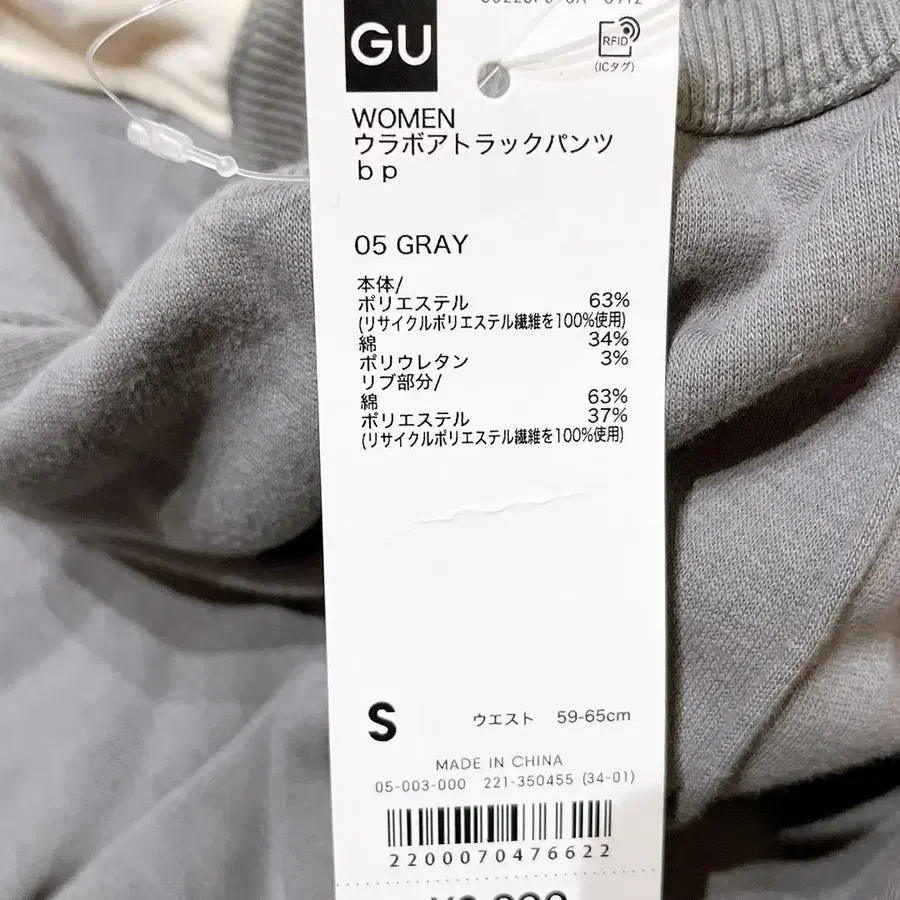 GU
RFID
(ICタグ)
WOMEN
ウラボアトラックパンツ
bp
05 GRAY
本体/
ポリエステル 63%
(リサイクルポリエステル繊維を100%使用)
綿 34%
ポリウレタン 3%
リブ部分/
綿 63%
ポリエステル 37%
(リサイクルポリエステル繊維を100%使用)
S ウエスト 59-65cm
MADE IN CHINA
05-003-000 221-350455 (34-01)
2200070476622